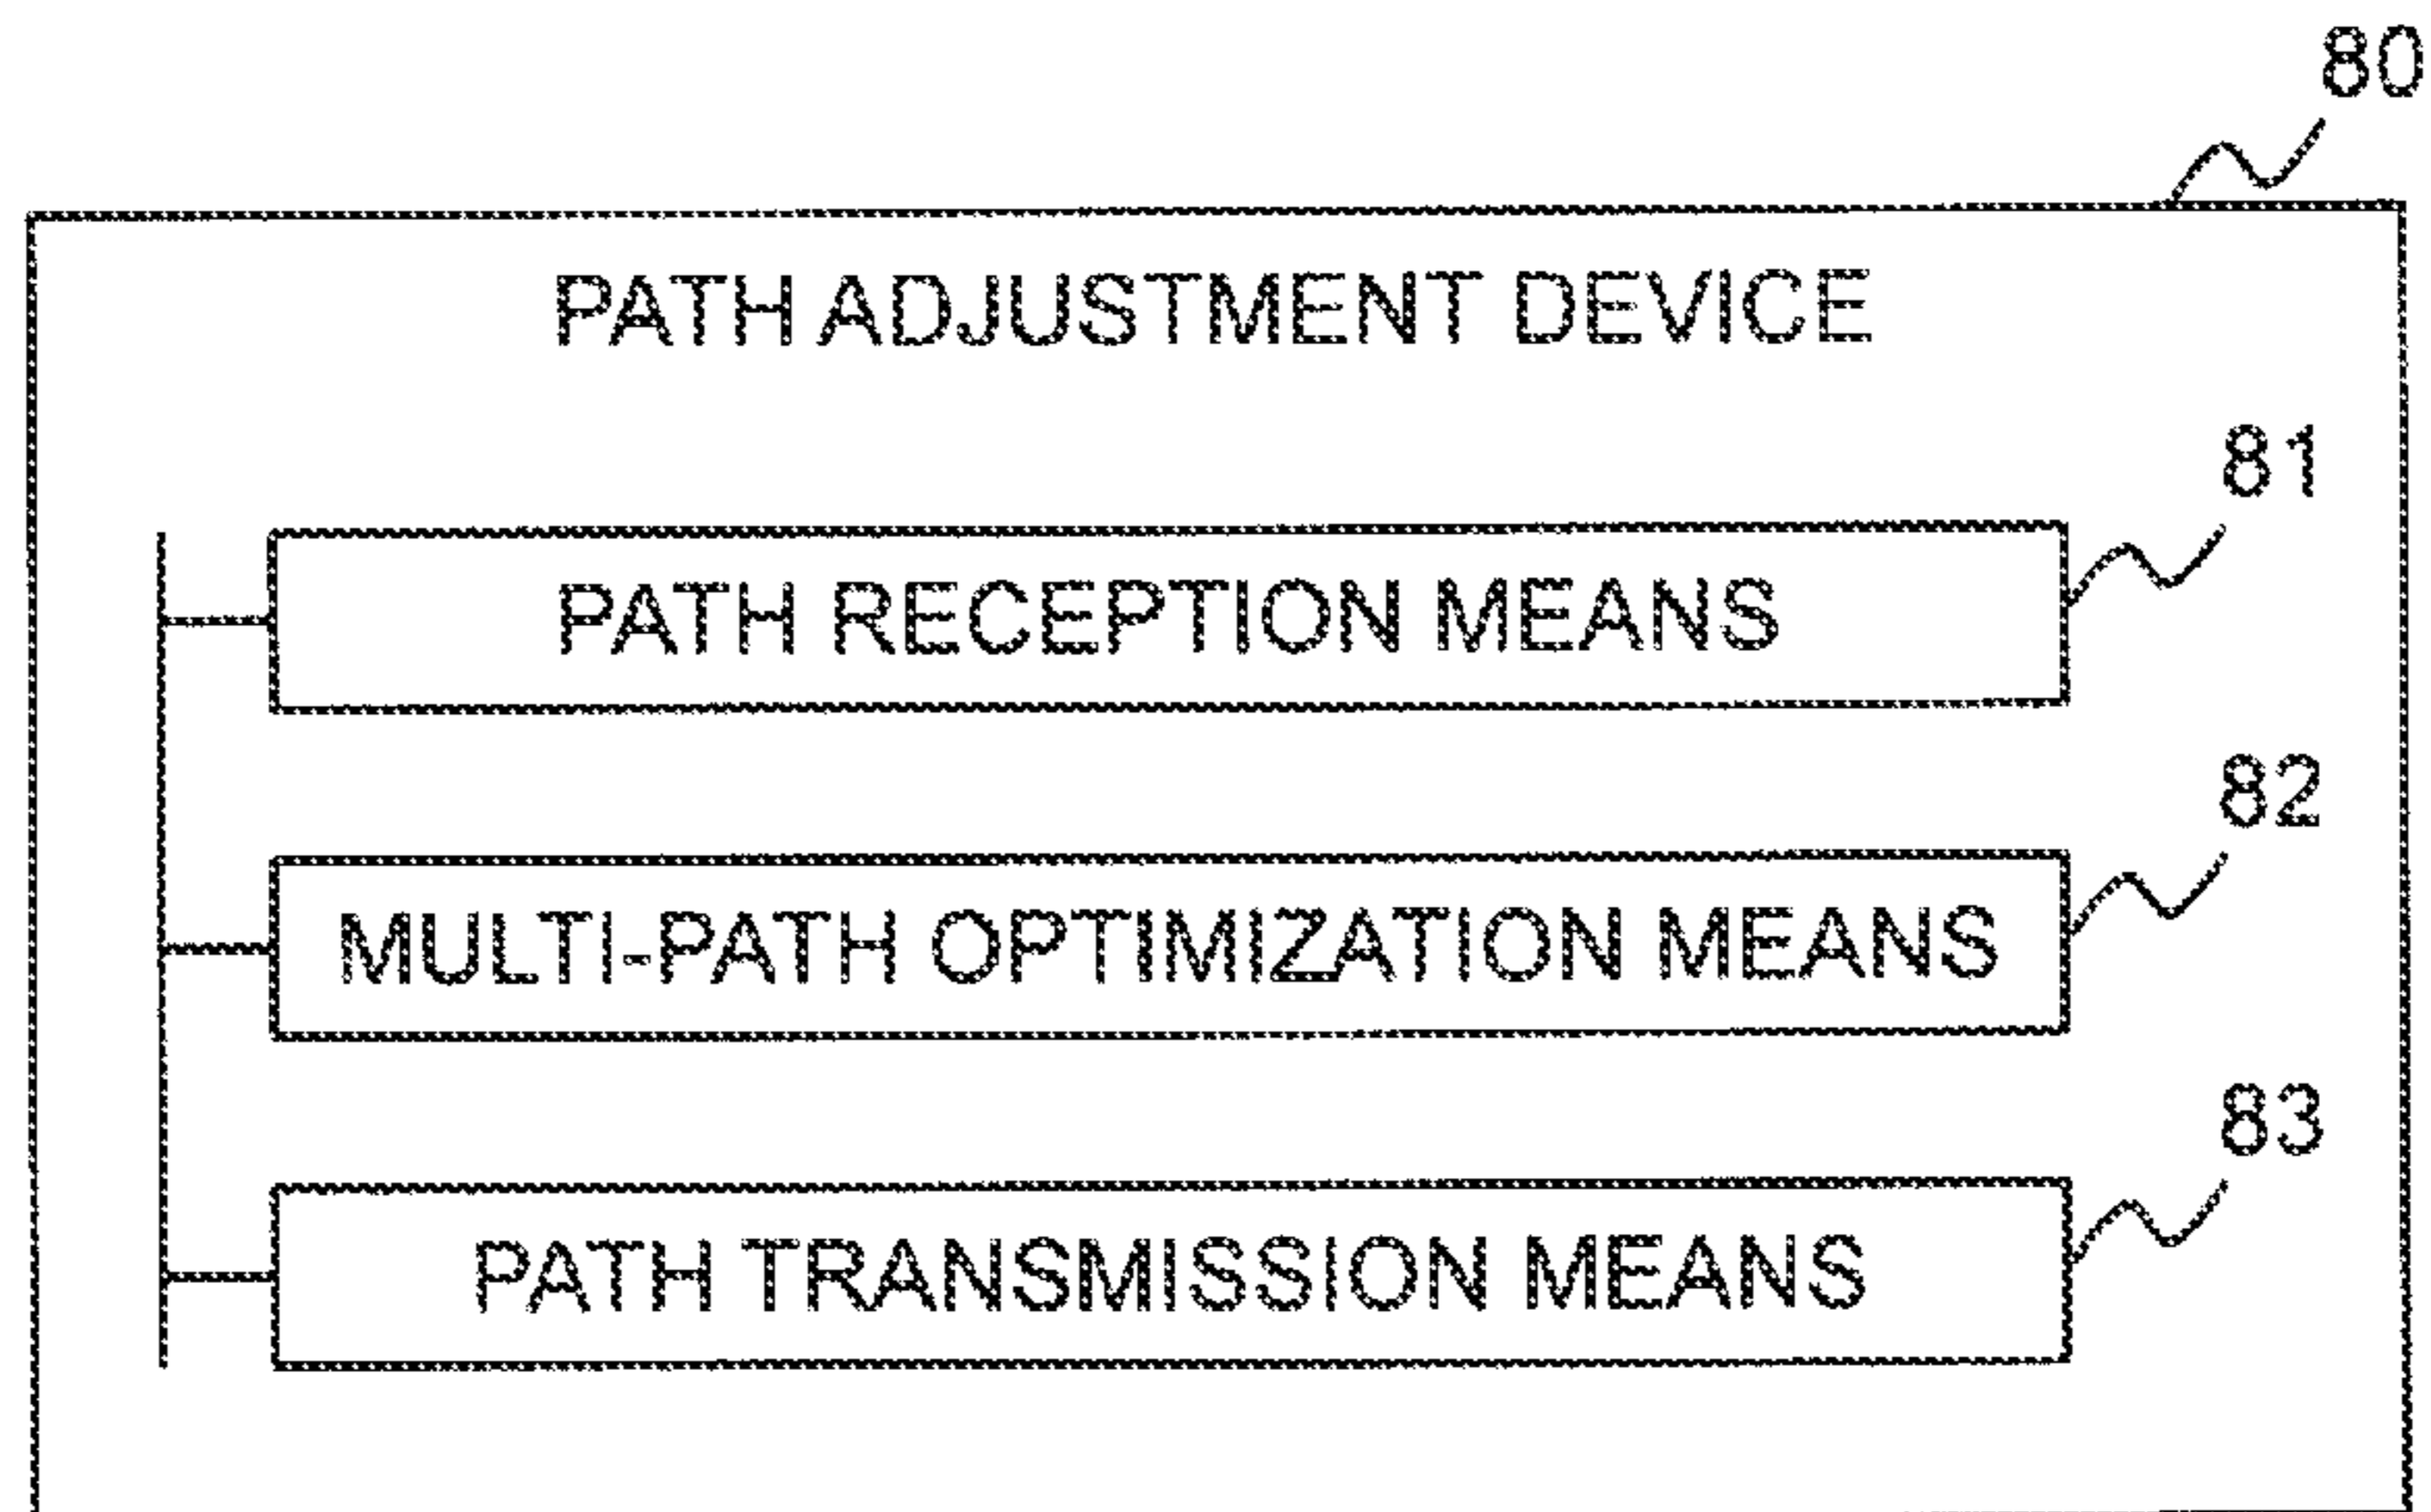 80
PATH ADJUSTMENT DEVICE
81
PATH RECEPTION MEANS
82
MULTI-PATH OPTIMIZATION MEANS
83
PATH TRANSMISSION MEANS